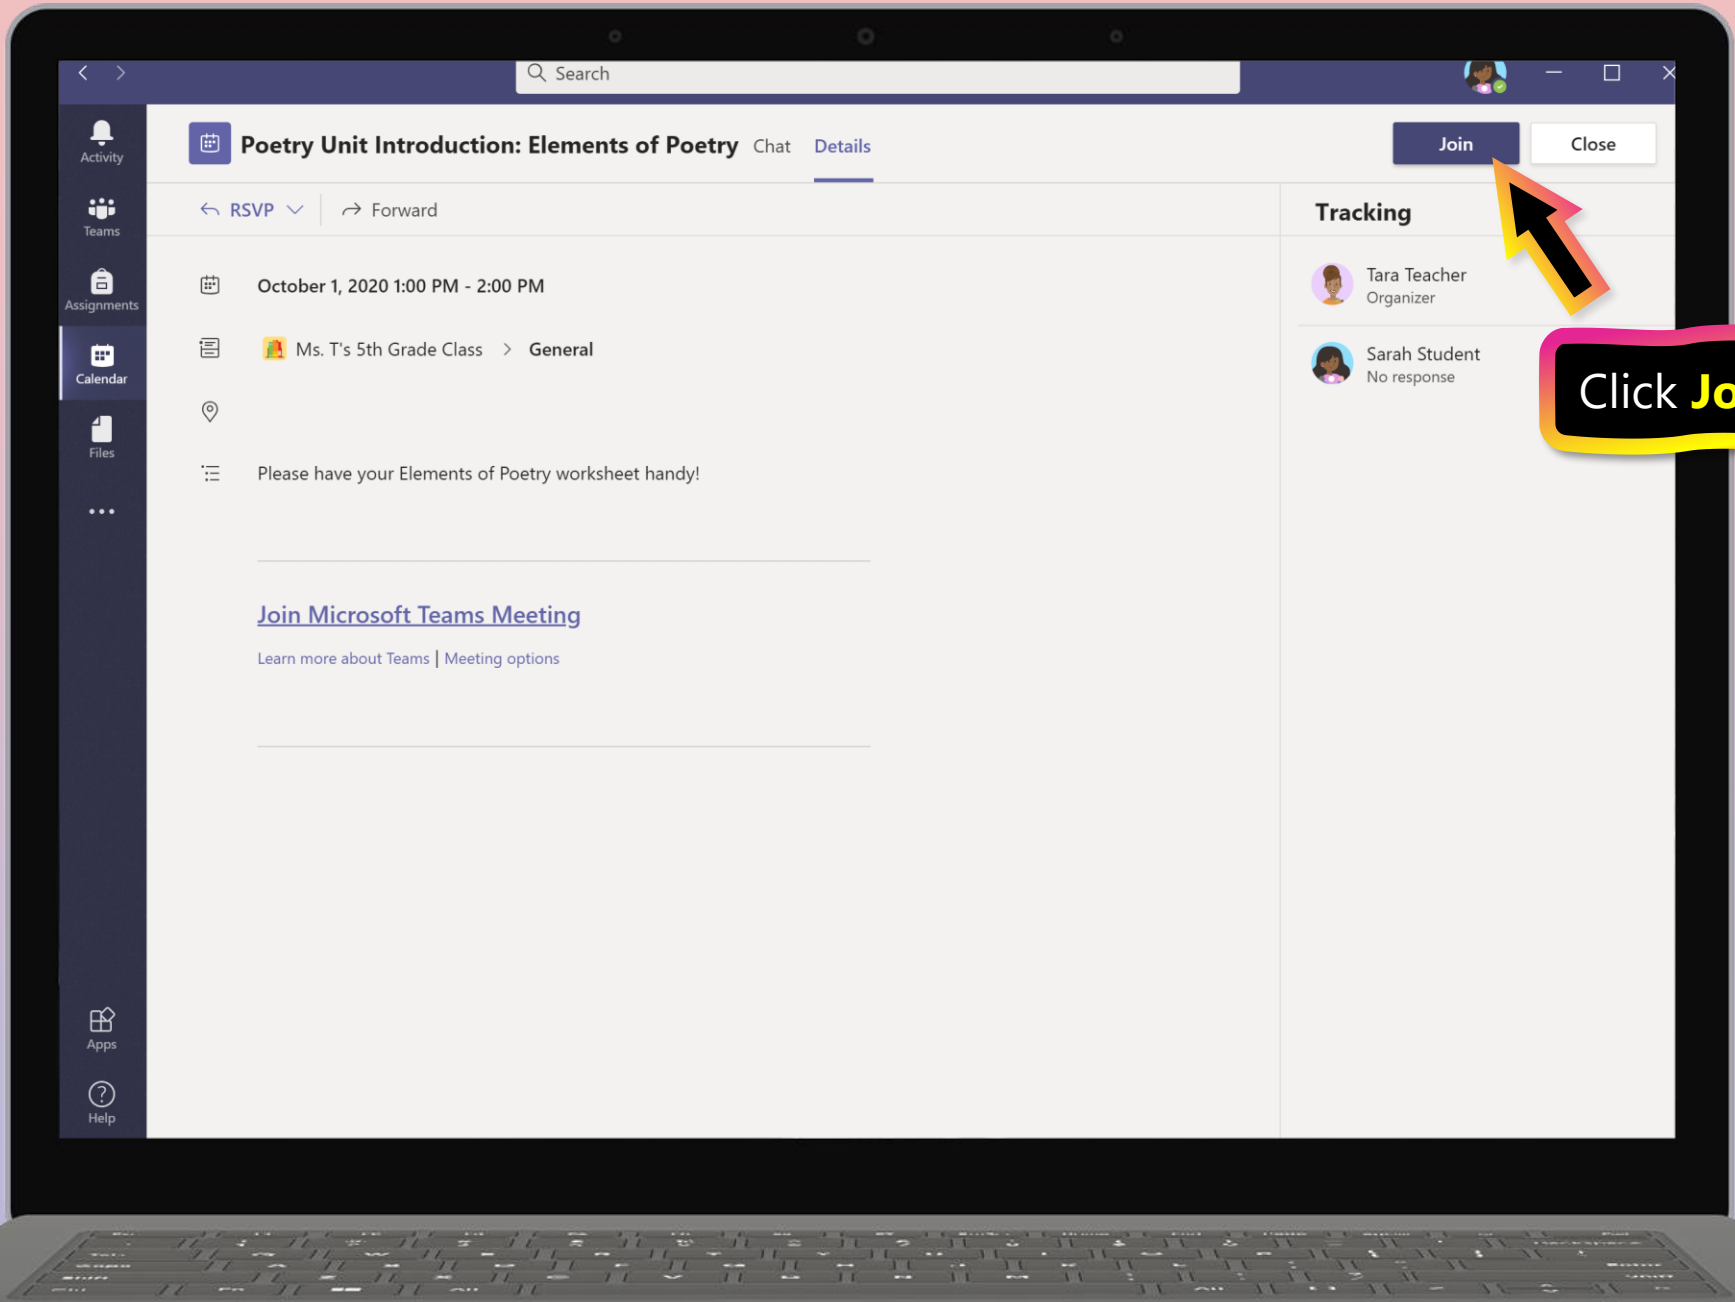 Search
Activity
Teams
Assignments
Calendar
Files
Apps
Help
Poetry Unit Introduction: Elements of Poetry Chat Details
Join Close
RSVP Forward
October 1, 2020 1:00 PM - 2:00 PM
Ms. T's 5th Grade Class > General
Please have your Elements of Poetry worksheet handy!
Join Microsoft Teams Meeting
Learn more about Teams | Meeting options
Tracking
Tara Teacher
Organizer
Sarah Student
No response
Click Jo